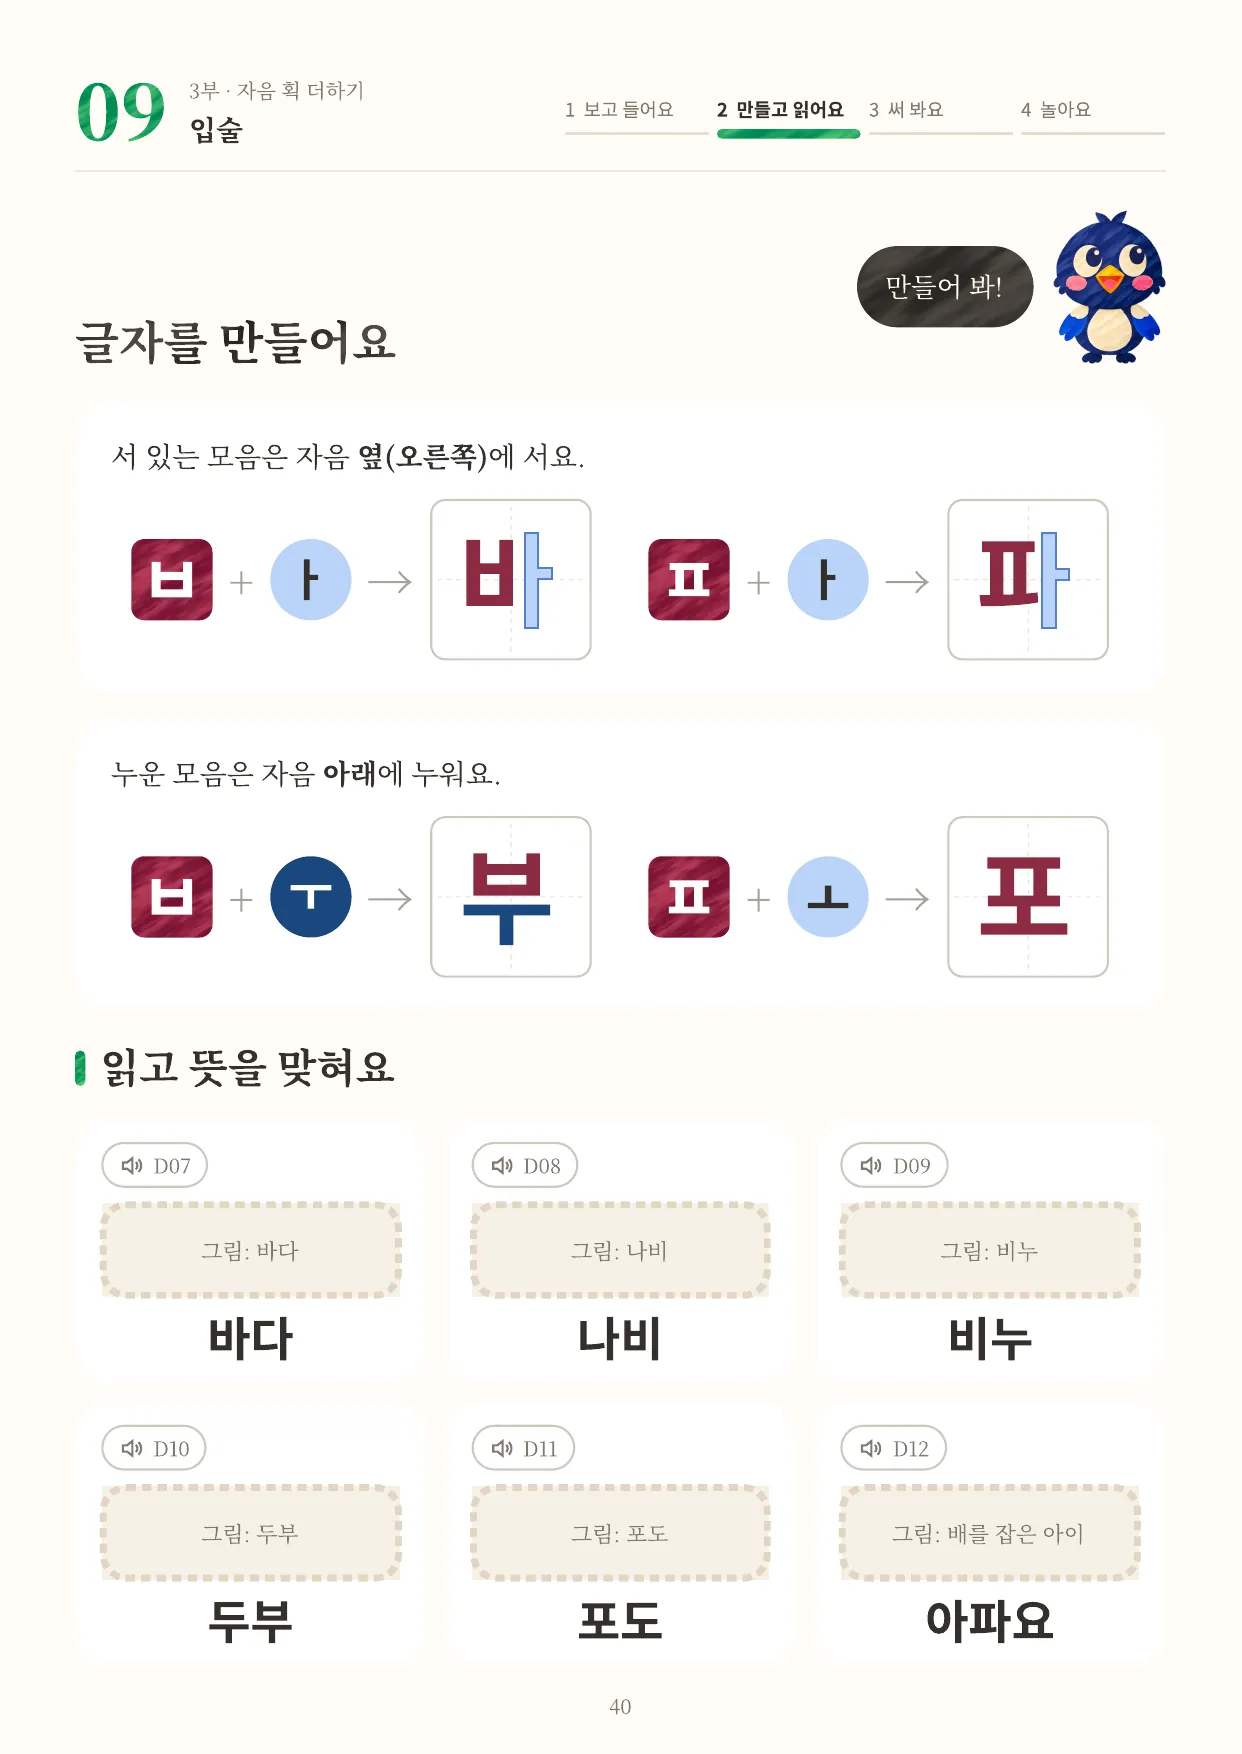 09
3부 · 자음 획 더하기
입술
1 보고 들어요 2 만들고 읽어요 3 써 봐요 4 놀아요
만들어 봐!
글자를 만들어요
서 있는 모음은 자음 옆(오른쪽)에 서요.
ㅂ + ㅏ → 바 ㅍ + ㅏ → 파
누운 모음은 자음 아래에 누워요.
ㅂ + ㅜ → 부 ㅍ + ㅗ → 포
읽고 뜻을 맞혀요
D07 D08 D09
그림: 바다 그림: 나비 그림: 비누
바다 나비 비누
D10 D11 D12
그림: 두부 그림: 포도 그림: 배를 잡은 아이
두부 포도 아파요
40